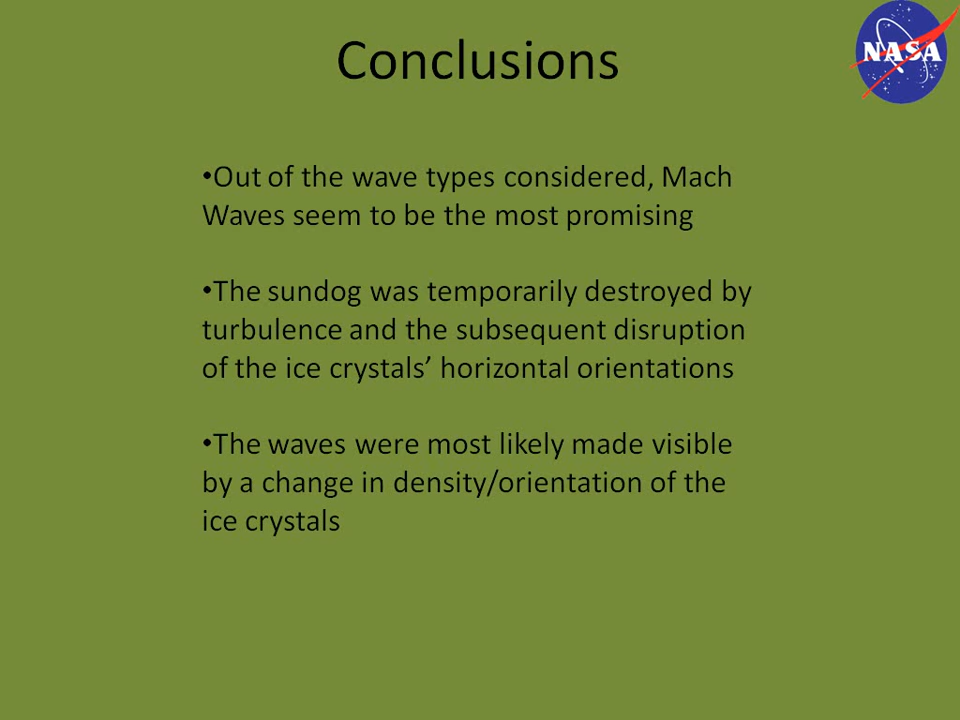 Conclusions
NASA
•Out of the wave types considered, Mach
Waves seem to be the most promising
•The sundog was temporarily destroyed by
turbulence and the subsequent disruption
of the ice crystals’ horizontal orientations
•The waves were most likely made visible
by a change in density/orientation of the
ice crystals